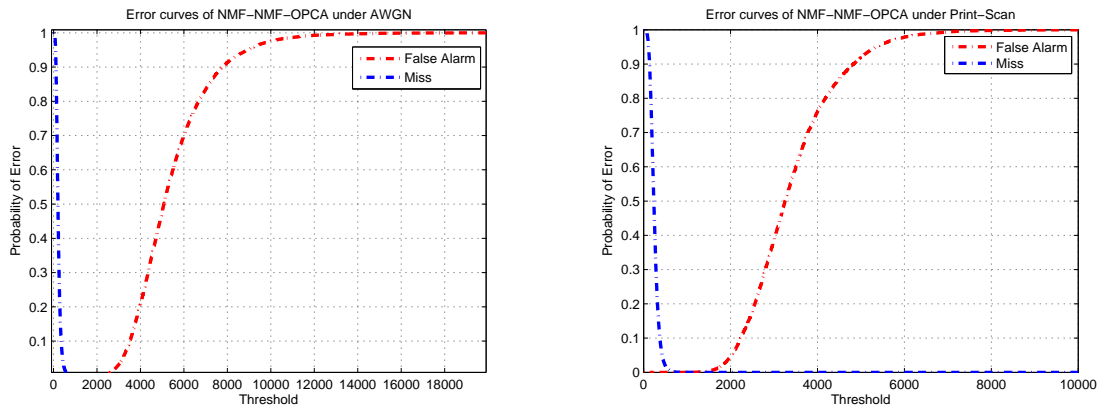 Error curves of NMF−NMF−OPCA under AWGN
False Alarm
Miss
1
0.9
0.8
0.7
0.6
0.5
0.4
0.3
0.2
0.1
Probability of Error
0 2000 4000 6000 8000 10000 12000 14000 16000 18000
Threshold
Error curves of NMF−NMF−OPCA under Print−Scan
False Alarm
Miss
1
0.9
0.8
0.7
0.6
0.5
0.4
0.3
0.2
0.1
0
Probability of Error
0 2000 4000 6000 8000 10000
Threshold